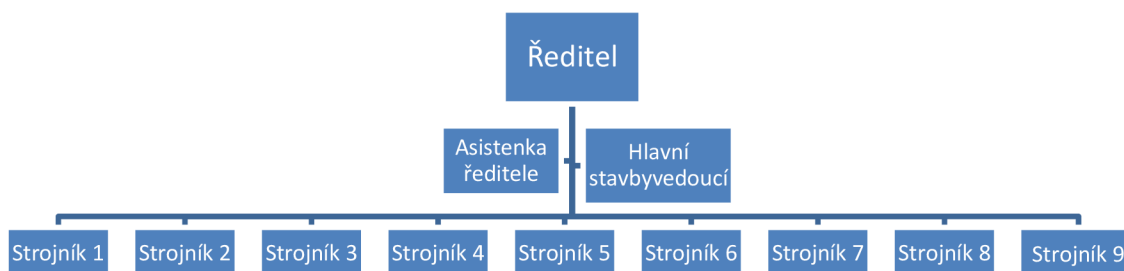 Ředitel
Asistenka
ředitele
Hlavní
stavbyvedoucí
Strojník 1
Strojník 2
Strojník 3
Strojník 4
Strojník 5
Strojník 6
Strojník 7
Strojník 8
Strojník 9